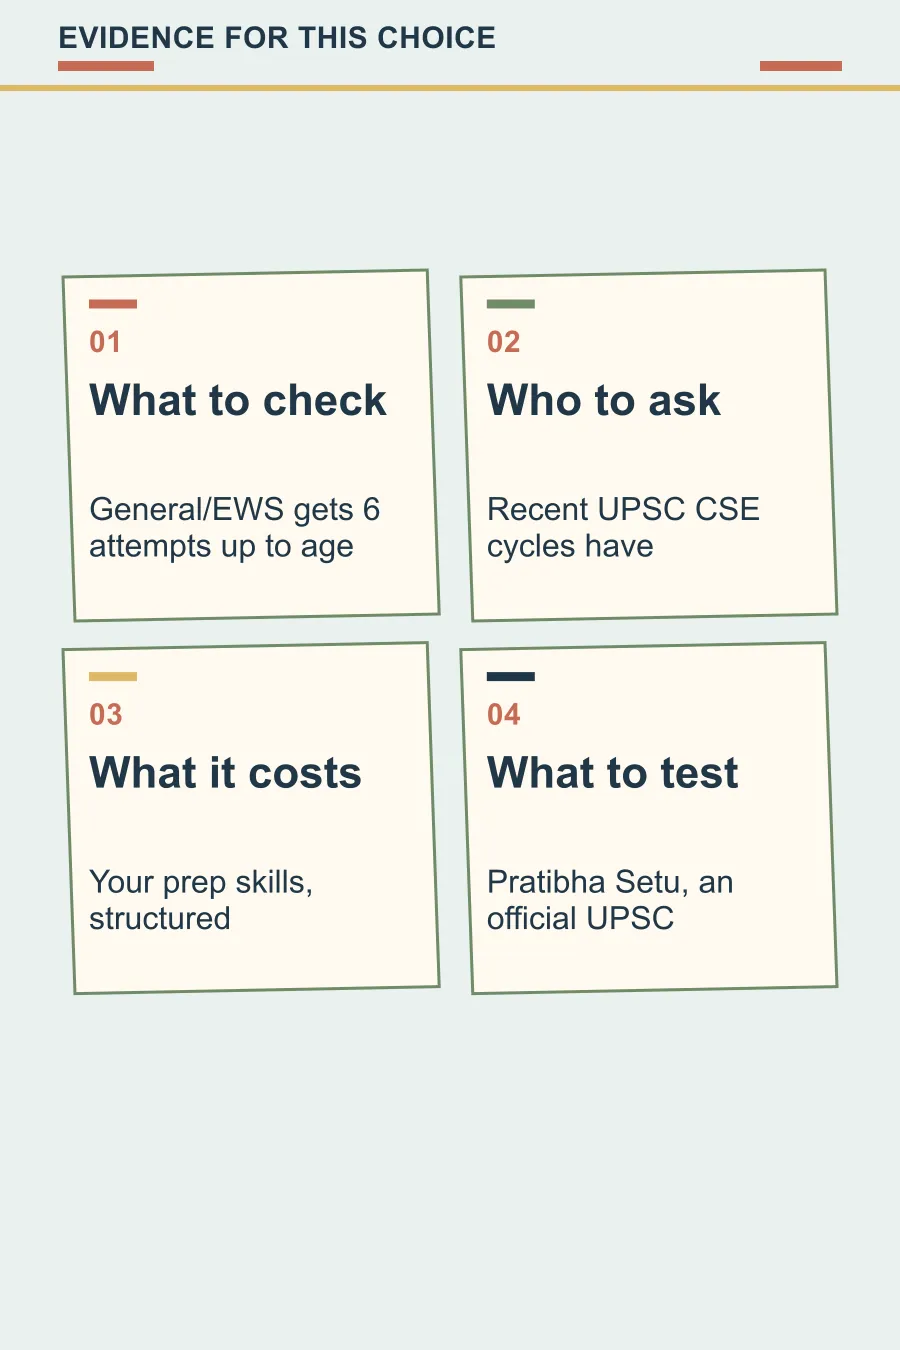 EVIDENCE FOR THIS CHOICE
01
What to check
General/EWS gets 6
attempts up to age
02
Who to ask
Recent UPSC CSE
cycles have
03
What it costs
Your prep skills,
structured
04
What to test
Pratibha Setu, an
official UPSC